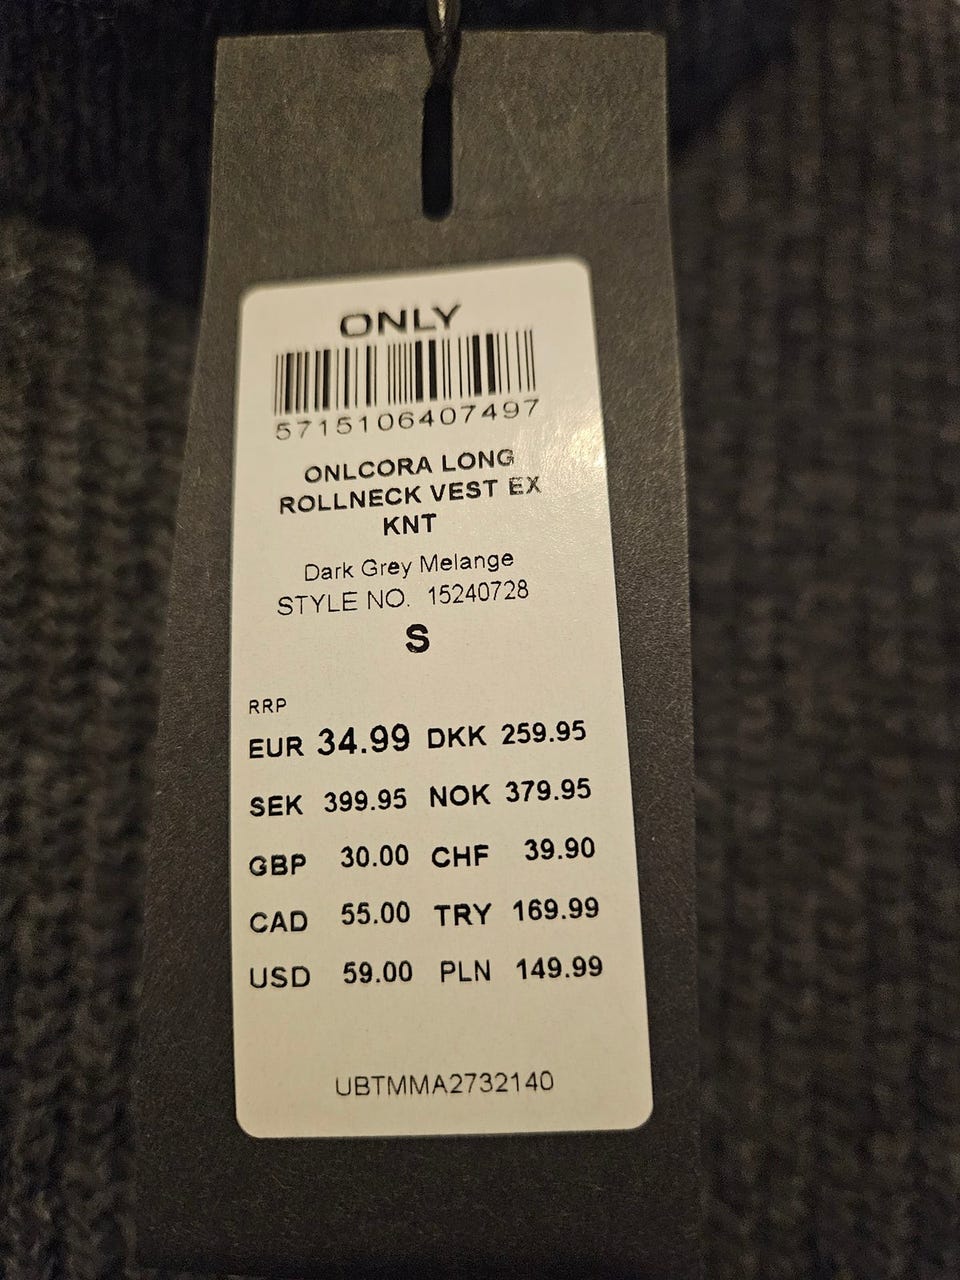 ONLY
5715106407497
ONLCORA LONG
ROLLNECK VEST EX
KNT
Dark Grey Melange
STYLE NO. 15240728
S
RRP
EUR 34.99 DKK 259.95
SEK 399.95 NOK 379.95
GBP 30.00 CHF 39.90
CAD 55.00 TRY 169.99
USD 59.00 PLN 149.99
UBTMMA2732140